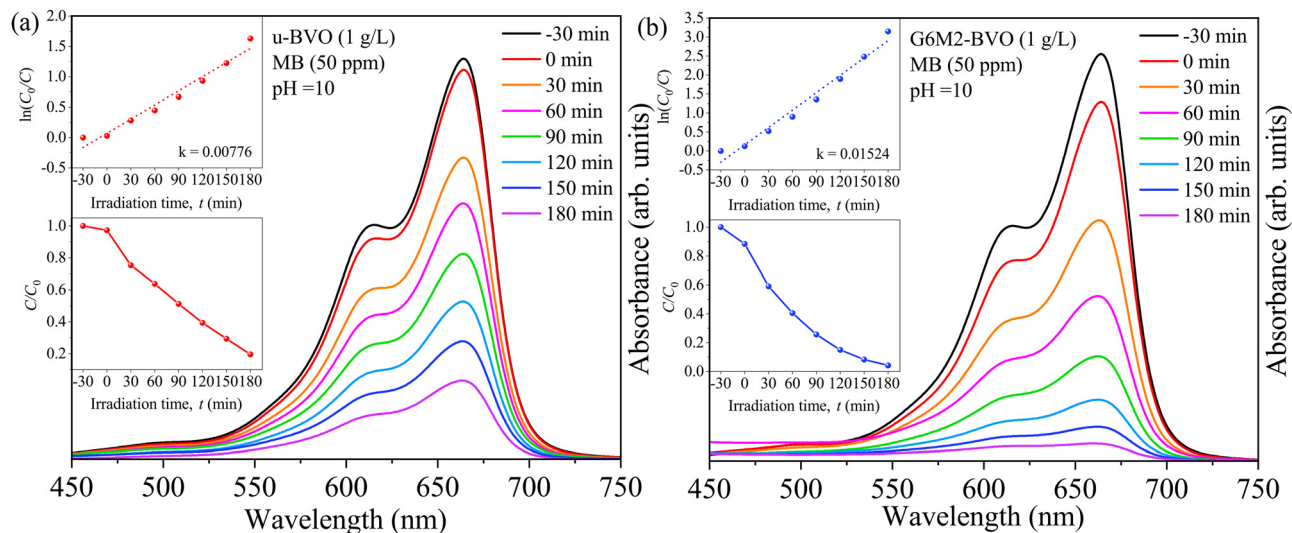 (a)
2.0
1.5
1.0
0.5
0.0
-0.5
ln(C0/C)
k = 0.00776
-30 0 30 60 90 120 150 180
Irradiation time, t (min)
u-BVO (1 g/L)
MB (50 ppm)
pH =10
-30 min
0 min
30 min
60 min
90 min
120 min
150 min
180 min
1.0
0.8
0.6
0.4
0.2
C/C0
-30 0 30 60 90 120 150 180
Irradiation time, t (min)
Absorbance (arb. units)
450 500 550 600 650 700 750
Wavelength (nm)
(b)
3.5
3.0
2.5
2.0
1.5
1.0
0.5
0.0
-0.5
ln(C0/C)
k = 0.01524
-30 0 30 60 90 120 150 180
Irradiation time, t (min)
G6M2-BVO (1 g/L)
MB (50 ppm)
pH =10
-30 min
0 min
30 min
60 min
90 min
120 min
150 min
180 min
1.0
0.8
0.6
0.4
0.2
0.0
C/C0
-30 0 30 60 90 120 150 180
Irradiation time, t (min)
Absorbance (arb. units)
450 500 550 600 650 700 750
Wavelength (nm)